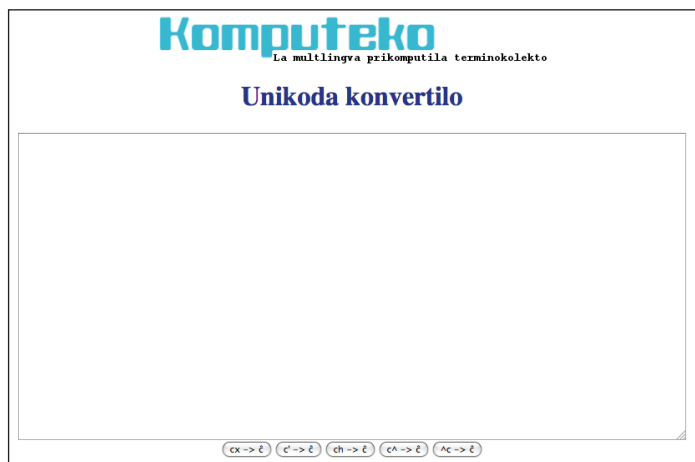 Komputeko
La multlingva prikomputila terminokolekto
Unikoda konvertilo
cx -> ĉ c' -> ĉ ch -> ĉ c^ -> ĉ ^c -> ĉ